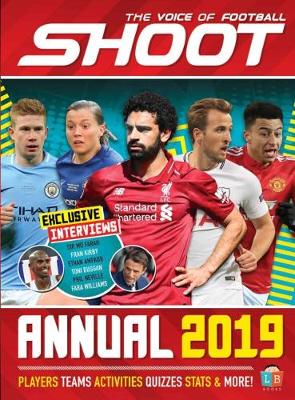 THE VOICE OF FOOTBALL
SHOOT
EXCLUSIVE
INTERVIEWS
SIR MO FARAH
FRAN KIRBY
ETHAN AMPADU
TONI DUGGAN
PHIL NEVILLE
FARA WILLIAMS
Standard
Chartered
ANNUAL 2019
PLAYERS TEAMS ACTIVITIES QUIZZES STATS & MORE!
LB
BOOKS